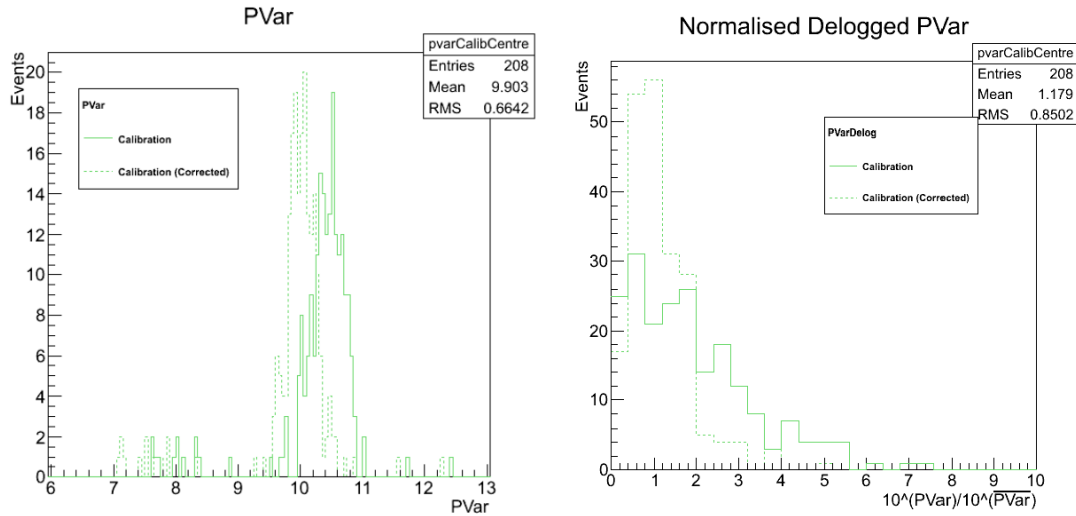 PVar
Events
pvarCalibCentre
Entries 208
Mean 9.903
RMS 0.6642
PVar
Calibration
Calibration (Corrected)
20
18
16
14
12
10
8
6
4
2
0
6 7 8 9 10 11 12 13
PVar
Normalised Delogged PVar
Events
pvarCalibCentre
Entries 208
Mean 1.179
RMS 0.8502
PVarDelog
Calibration
Calibration (Corrected)
50
40
30
20
10
0
0 1 2 3 4 5 6 7 8 9 10
10^(PVar)/10^(PVar)